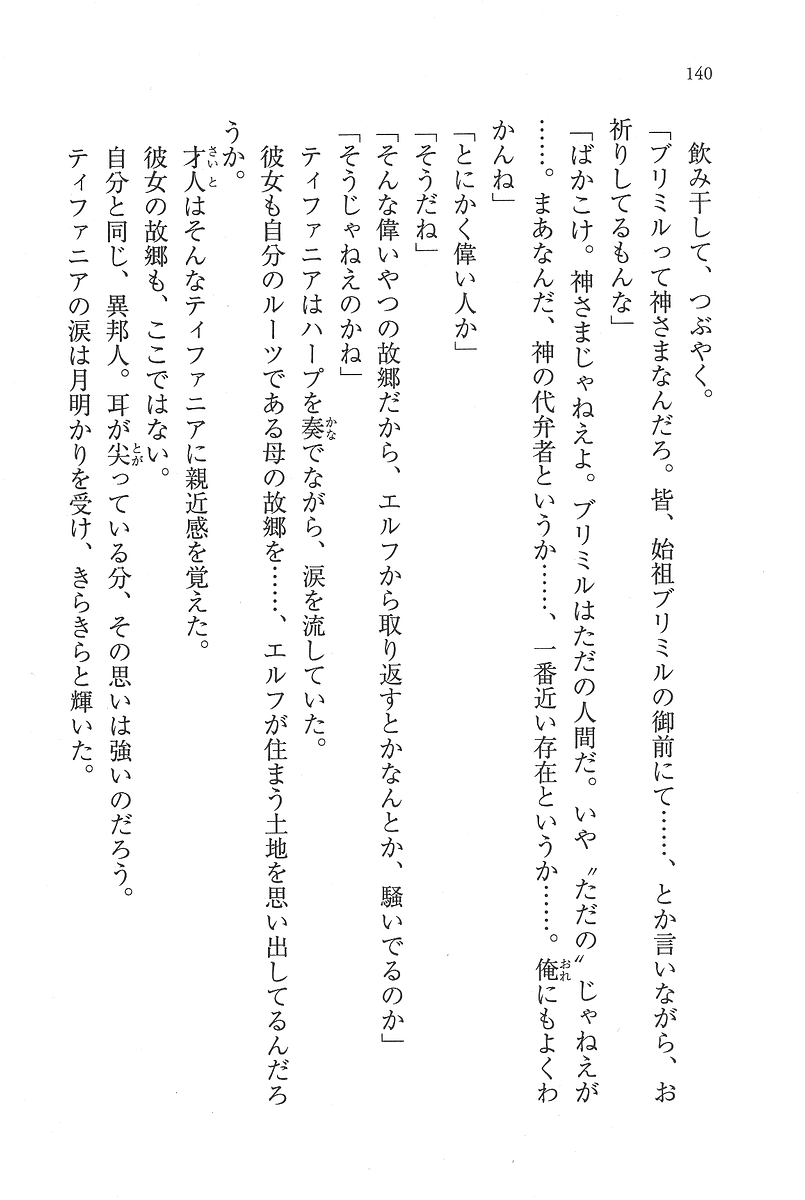 140
飲み干して、つぶやく。
「ブリミルって神さまなんだろ。皆、始祖ブリミルの御前にて……、とか言いながら、お
祈りしてるもんな」
「ばかこけ。神さまじゃねえよ。ブリミルはただの人間だ。いや〝ただの〟じゃねえが
……。まあなんだ、神の代弁者というか……、一番近い存在というか……。俺にもよくわ
かんね」
「とにかく偉い人か」
「そうだね」
「そんな偉いやつの故郷だから、エルフから取り返すとかなんとか、騒いでるのか」
「そうじゃねえのかね」
ティファニアはハープを奏でながら、涙を流していた。
彼女も自分のルーツである母の故郷を……、エルフが住まう土地を思い出してるんだろ
うか。
才人はそんなティファニアに親近感を覚えた。
彼女の故郷も、ここではない。
自分と同じ、異邦人。耳が尖っている分、その思いは強いのだろう。
ティファニアの涙は月明かりを受け、きらきらと輝いた。